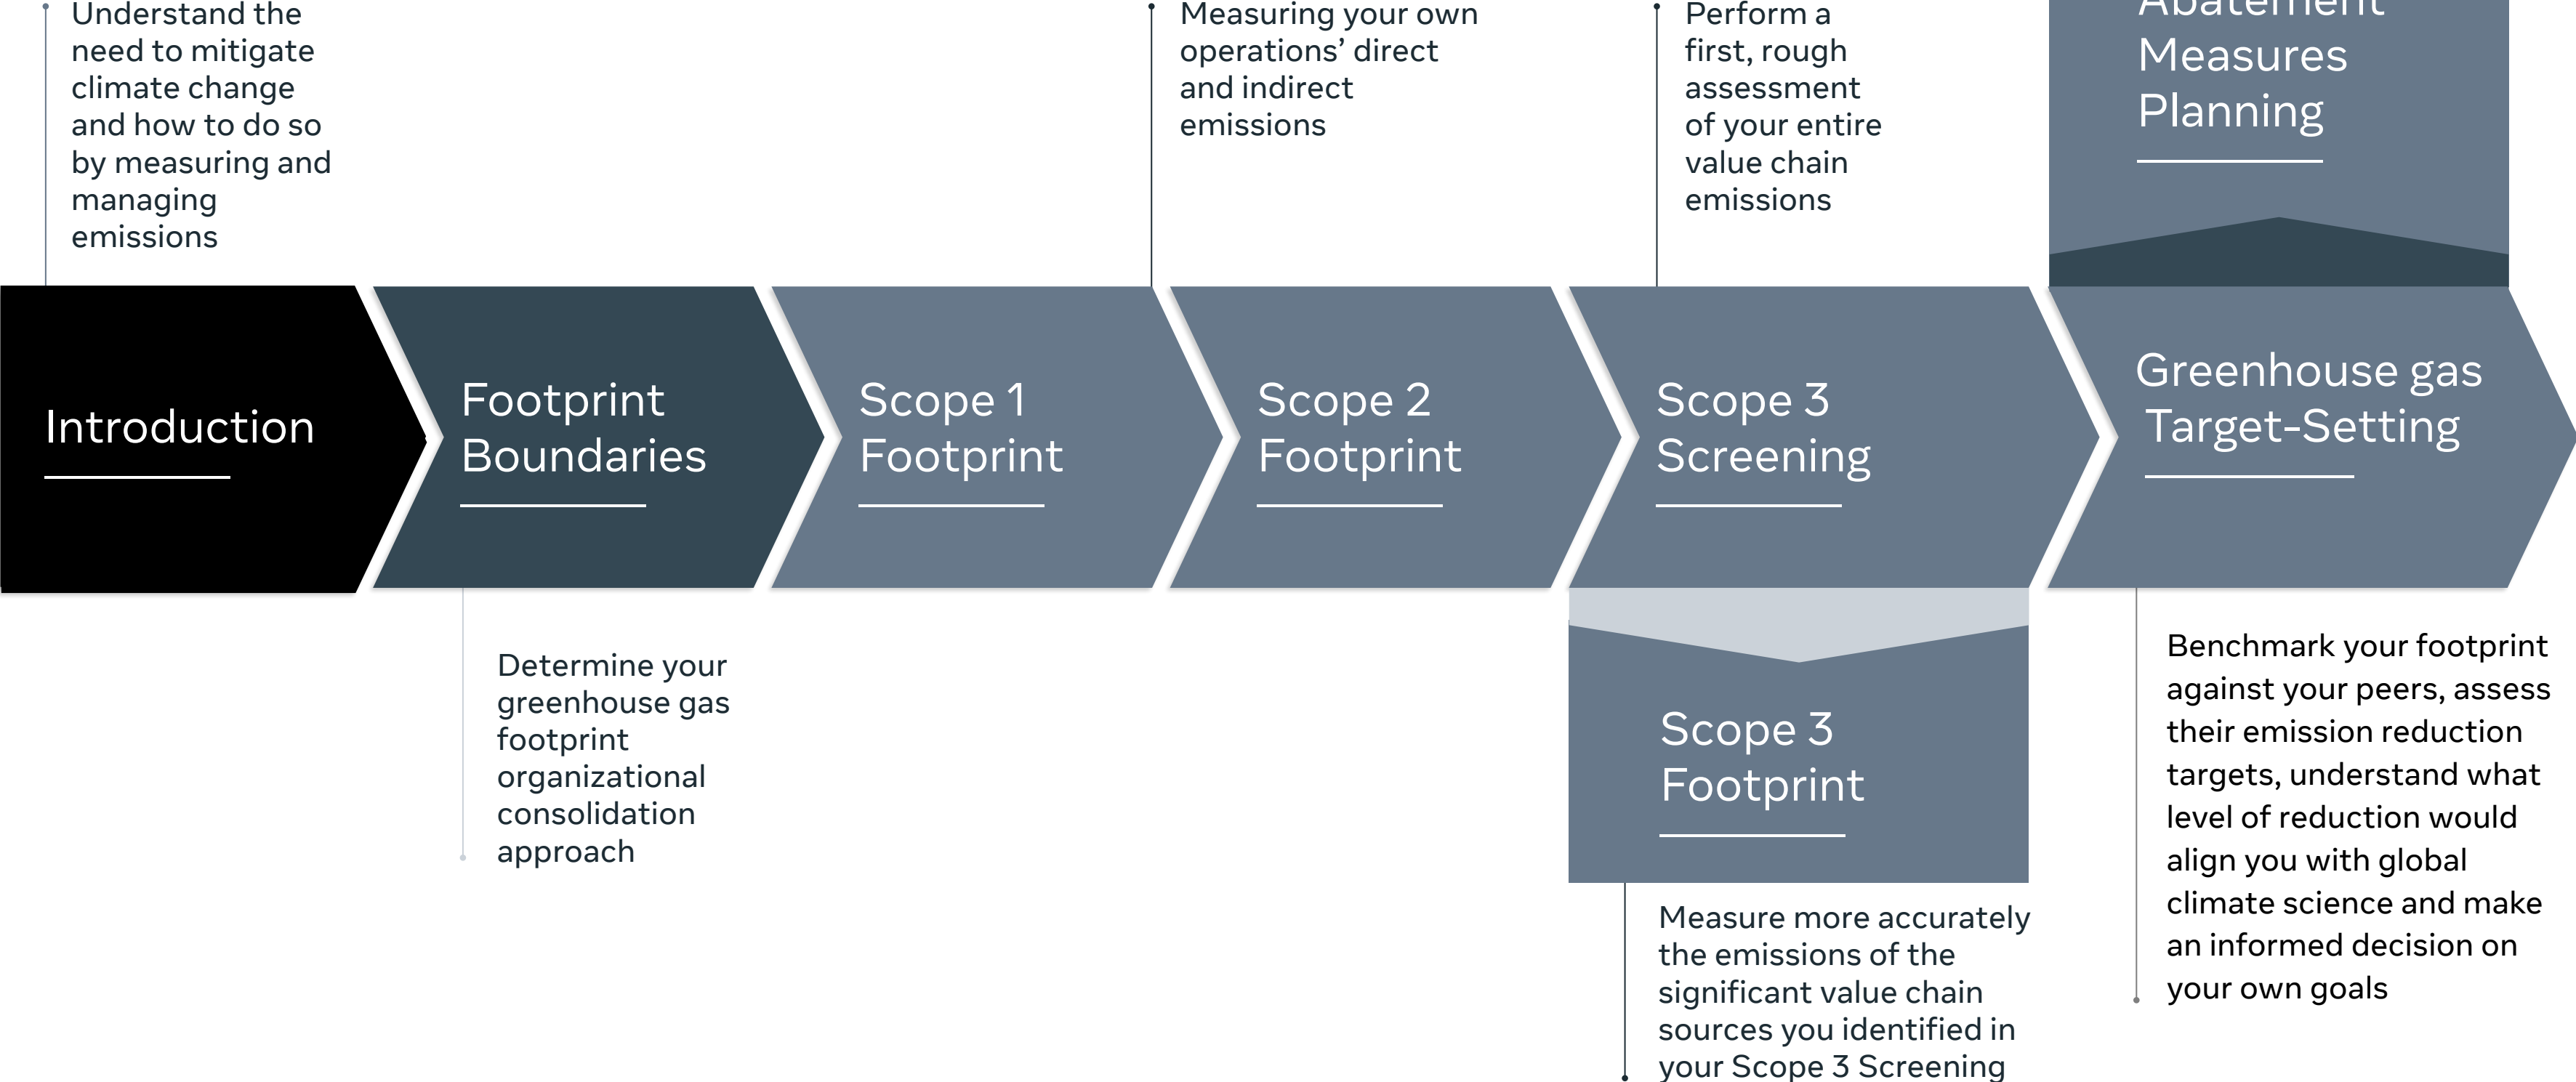 Understand the
need to mitigate
climate change
and how to do so
by measuring and
managing
emissions
Measuring your own
operations’ direct
and indirect
emissions
Perform a
first, rough
assessment
of your entire
value chain
emissions
Abatement
Measures
Planning
Introduction
Footprint
Boundaries
Scope 1
Footprint
Scope 2
Footprint
Scope 3
Screening
Greenhouse gas
Target-Setting
Determine your
greenhouse gas
footprint
organizational
consolidation
approach
Scope 3
Footprint
Measure more accurately
the emissions of the
significant value chain
sources you identified in
your Scope 3 Screening
Benchmark your footprint
against your peers, assess
their emission reduction
targets, understand what
level of reduction would
align you with global
climate science and make
an informed decision on
your own goals